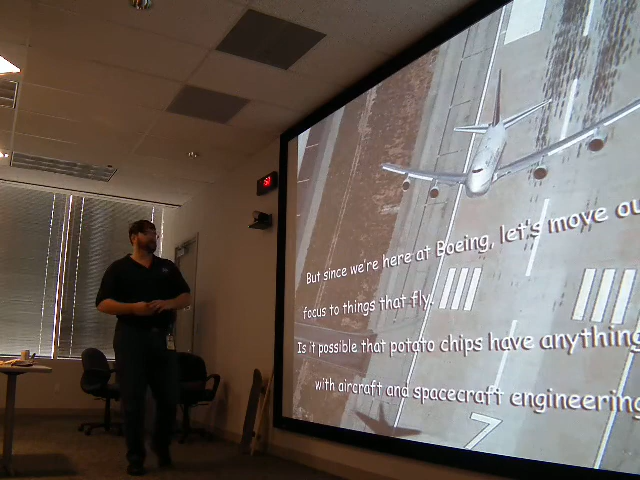 But since we're here at Boeing, let's move ou
focus to things that fly.
Is it possible that potato chips have anything
with aircraft and spacecraft engineering
7